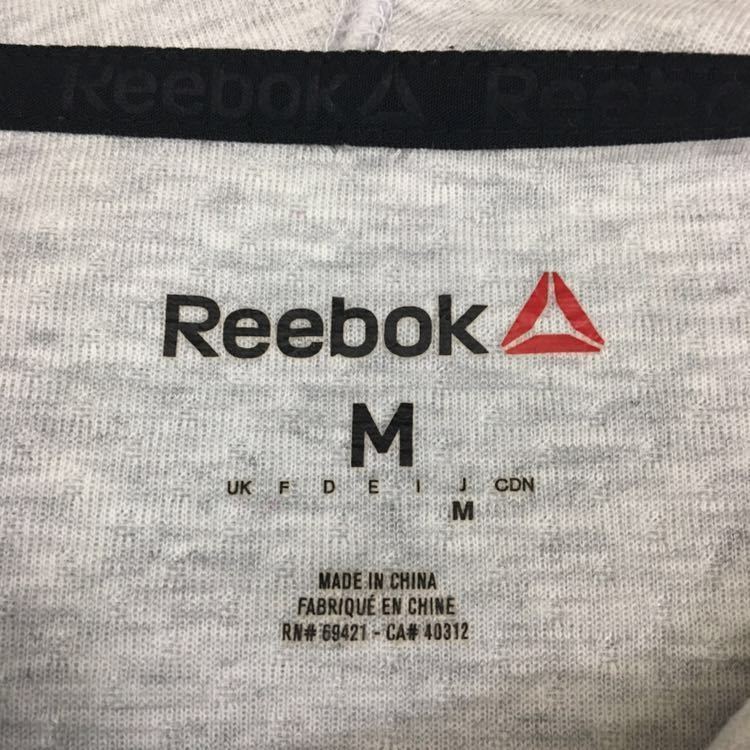 Reebok Reebok
Reebok
M
UK F D E I J CDN
M
MADE IN CHINA
FABRIQUÉ EN CHINE
RN# 69421 - CA# 40312